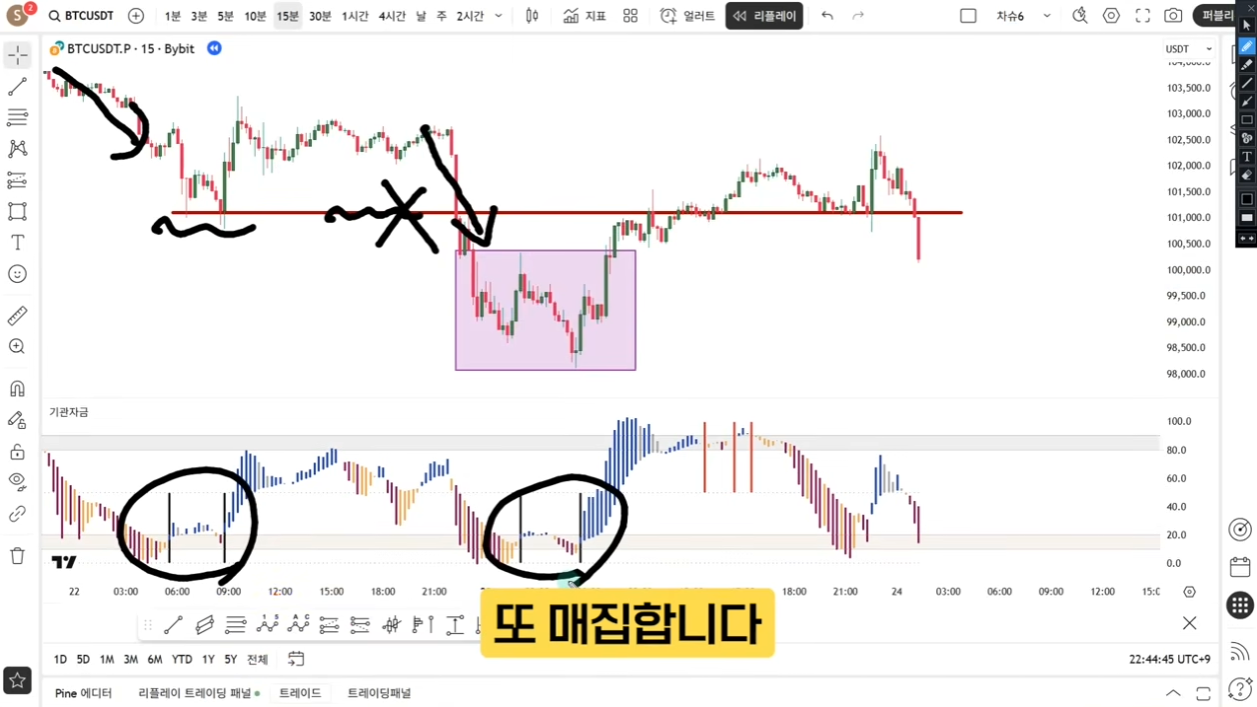 S 2 BTCUSDT 1분 3분 5분 10분 15분 30분 1시간 4시간 날 주 2시간 지표 얼러트 리플레이 차슈6 퍼블리
BTCUSDT.P · 15 · Bybit
USDT
104,000.0
103,500.0
103,000.0
102,500.0
102,000.0
101,500.0
101,000.0
100,500.0
100,000.0
99,500.0
99,000.0
98,500.0
98,000.0
기관자금
100.0
80.0
60.0
40.0
20.0
0.0
22 03:00 06:00 09:00 12:00 15:00 18:00 21:00 18:00 21:00 24 03:00 06:00 09:00 12:00 15:0
또 매집합니다
1D 5D 1M 3M 6M YTD 1Y 5Y 전체
22:44:45 UTC+9
Pine 에디터 리플레이 트레이딩 패널 트레이드 트레이딩패널